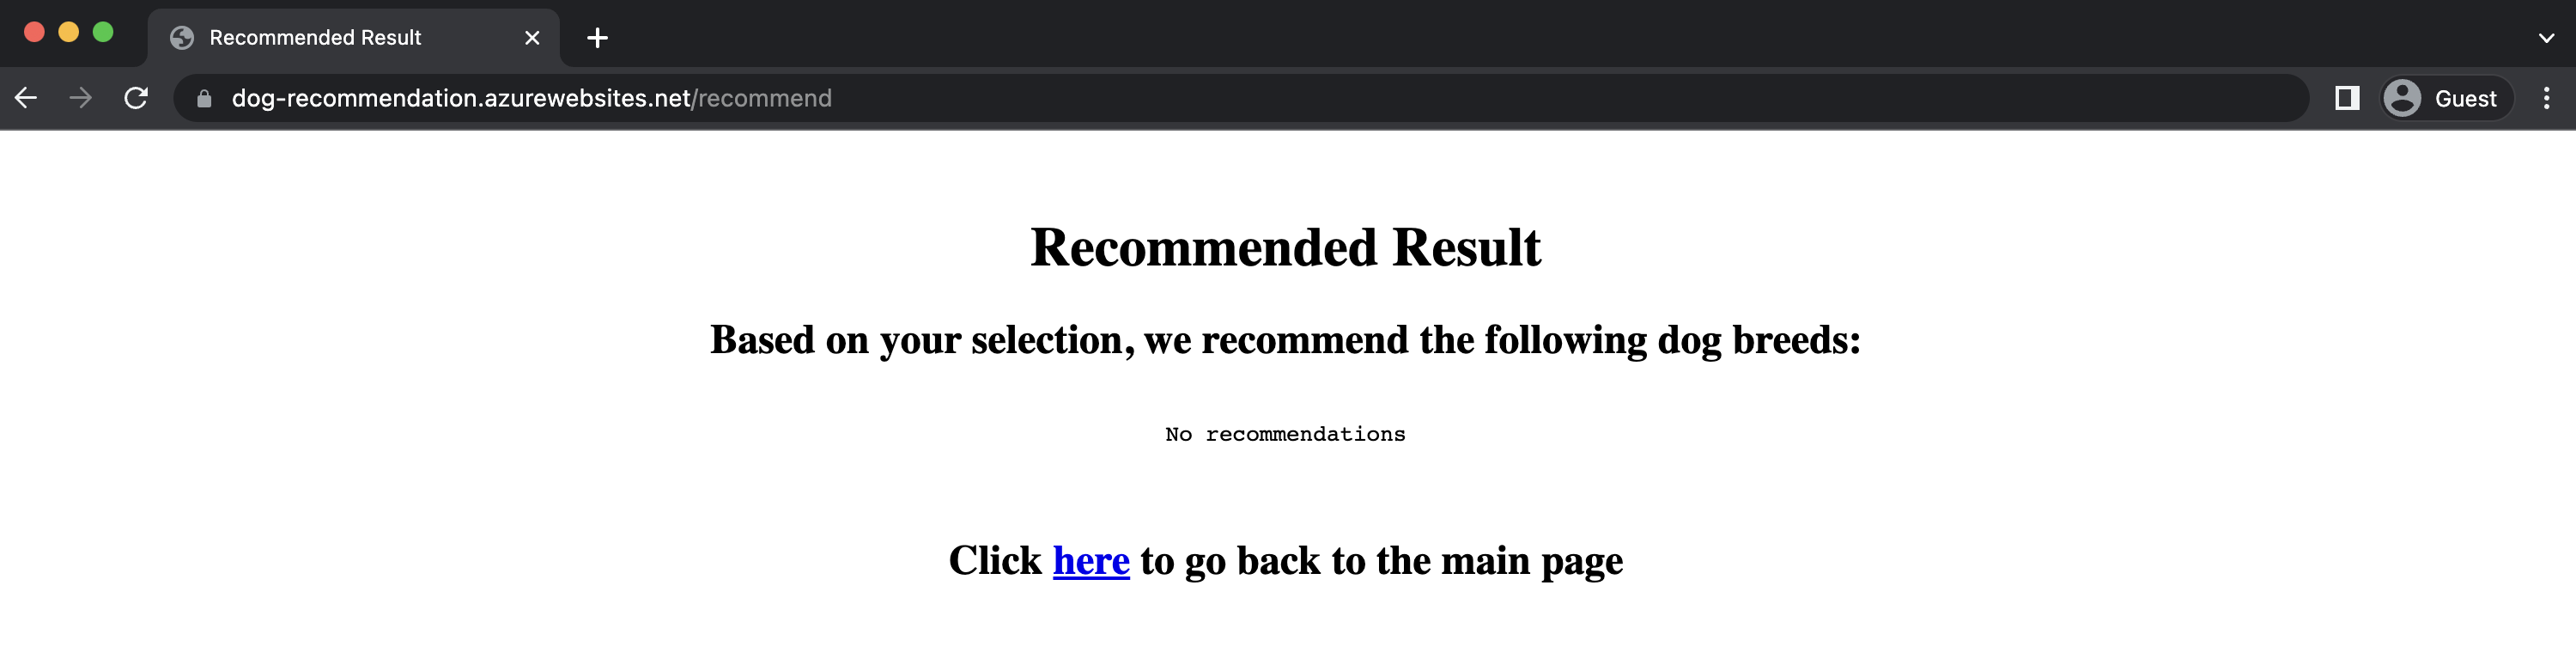 Recommended Result
dog-recommendation.azurewebsites.net/recommend
Guest
Recommended Result
Based on your selection, we recommend the following dog breeds:
No recommendations
Click here to go back to the main page